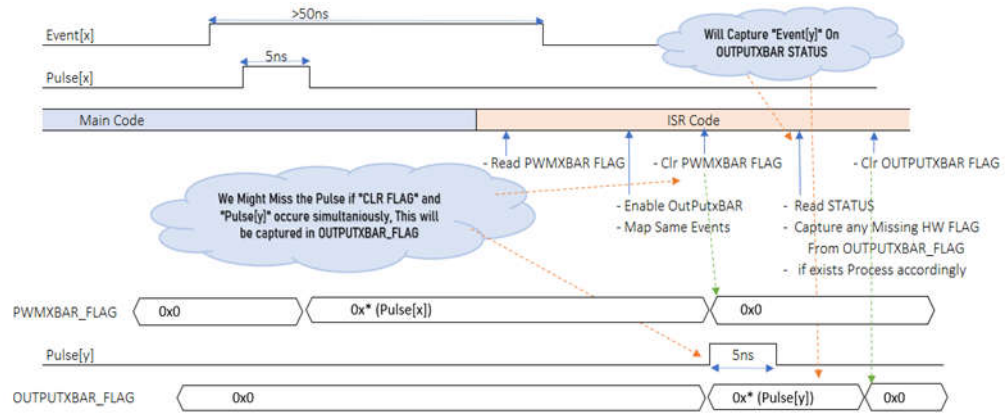 >50ns
Event[x]
Will Capture "Event[y]" On
OUTPUTXBAR STATUS
5ns
Pulse[x]
Main Code
ISR Code
- Read PWMXBAR FLAG
- Clr PWMXBAR FLAG
- Clr OUTPUTXBAR FLAG
We Might Miss the Pulse if "CLR FLAG" and
"Pulse[y]" occure simultaniously, This will
be captured in OUTPUTXBAR_FLAG
- Enable OutPutxBAR
- Map Same Events
- Read STATUS
- Capture any Missing HW FLAG
From OUTPUTXBAR_FLAG
- if exists Process accordingly
PWMXBAR_FLAG
0x0
0x* (Pulse[x])
0x0
Pulse[y]
5ns
OUTPUTXBAR_FLAG
0x0
0x* (Pulse[y])
0x0